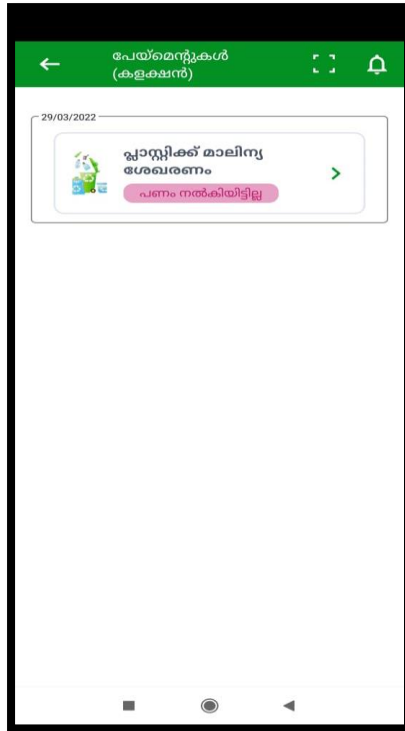 പേയ്മെന്റുകൾ
(കളക്ഷൻ)
29/03/2022
പ്ലാസ്റ്റിക്ക് മാലിന്യ
ശേഖരണം
പണം നൽകിയിട്ടില്ല